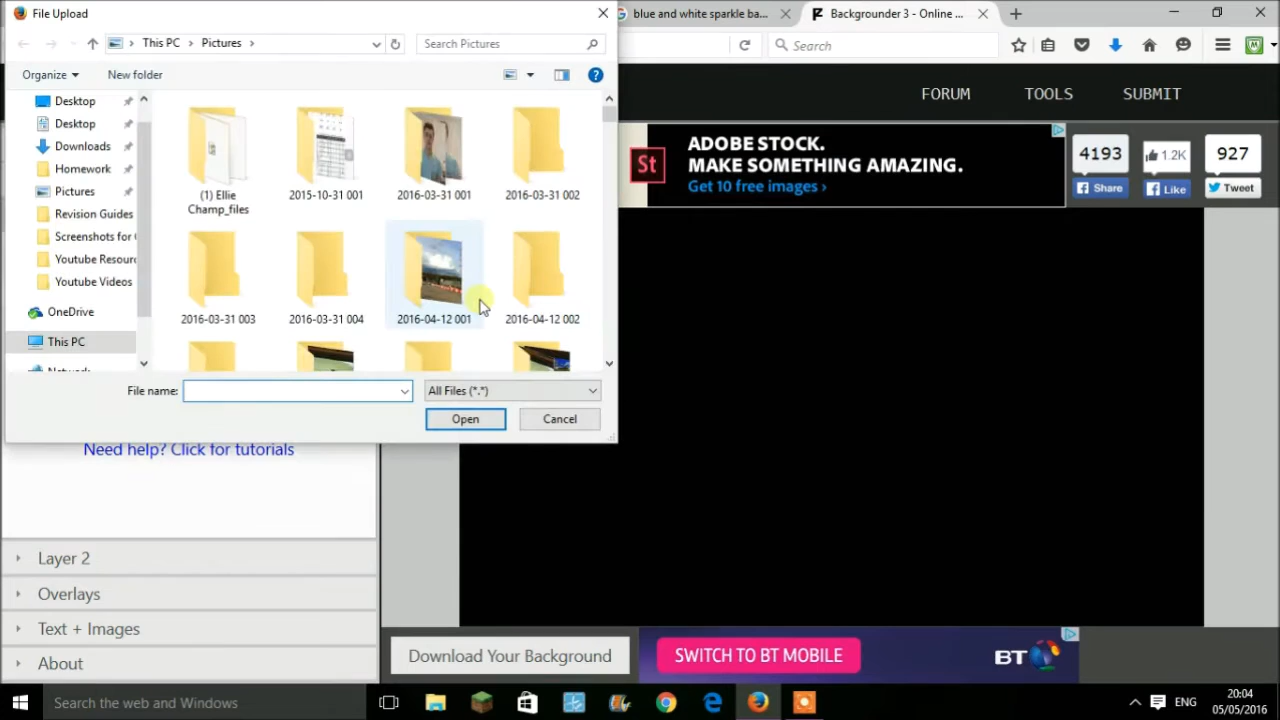 File Upload
blue and white sparkle ba...
Backgrounder 3 - Online ...
This PC
Pictures
Search Pictures
Search
Organize
New folder
FORUM
TOOLS
SUBMIT
Desktop
Desktop
Downloads
Homework
Pictures
Revision Guides
Screenshots for
Youtube Resour
Youtube Videos
OneDrive
This PC
(1) Ellie
Champ_files
2015-10-31 001
2016-03-31 001
2016-03-31 002
2016-03-31 003
2016-03-31 004
2016-04-12 001
2016-04-12 002
St
ADOBE STOCK.
MAKE SOMETHING AMAZING.
Get 10 free images ›
4193
Share
1.2K
Like
927
Tweet
File name:
All Files (*.*)
Open
Cancel
Need help? Click for tutorials
Layer 2
Overlays
Text + Images
About
Download Your Background
SWITCH TO BT MOBILE
BT
Search the web and Windows
ENG
20:04
05/05/2016